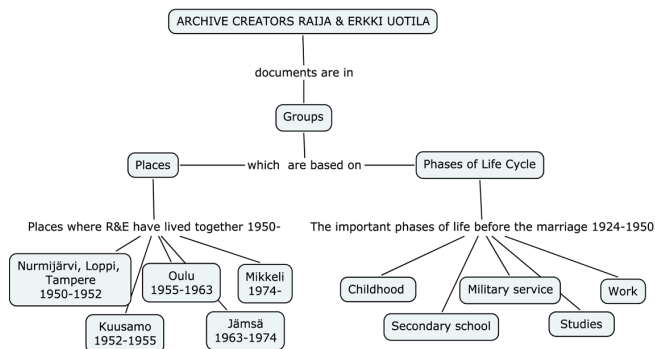 ARCHIVE CREATORS RAIJA & ERKKI UOTILA
documents are in
Groups
Places
which are based on
Phases of Life Cycle
Places where R&E have lived together 1950-
The important phases of life before the marriage 1924-1950
Nurmijärvi, Loppi,
Tampere
1950-1952
Oulu
1955-1963
Mikkeli
1974-
Kuusamo
1952-1955
Jämsä
1963-1974
Childhood
Military service
Work
Secondary school
Studies